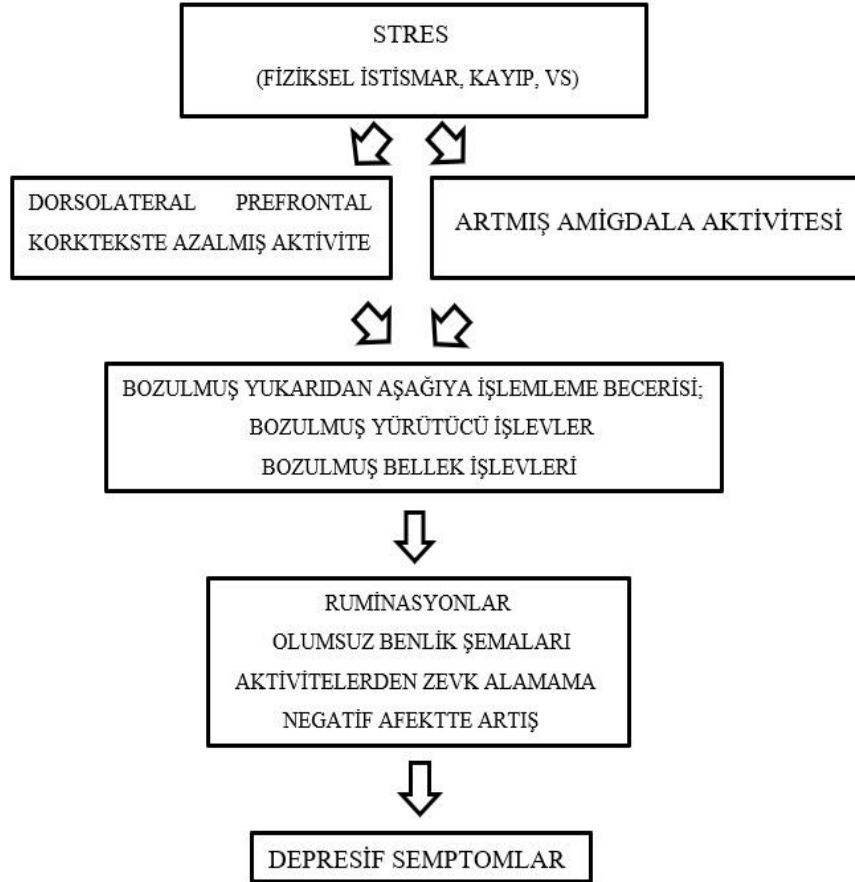 STRES
(FİZİKSEL İSTİSMAR, KAYIP, VS)
DORSOLATERAL PREFRONTAL
KORKTEKSTE AZALMIŞ AKTİVİTE
ARTMIŞ AMİGDALA AKTİVİTESİ
BOZULMUŞ YUKARIDAN AŞAĞIYA İŞLEMLEME BECERİSİ;
BOZULMUŞ YÜRÜTÜCÜ İŞLEVLER
BOZULMUŞ BELLEK İŞLEVLERİ
RUMİNASYONLAR
OLUMSUZ BENLİK ŞEMALARI
AKTİVİTELERDEN ZEVK ALAMAMA
NEGATİF AFEKTTE ARTIŞ
DEPRESİF SEMPTOMLAR